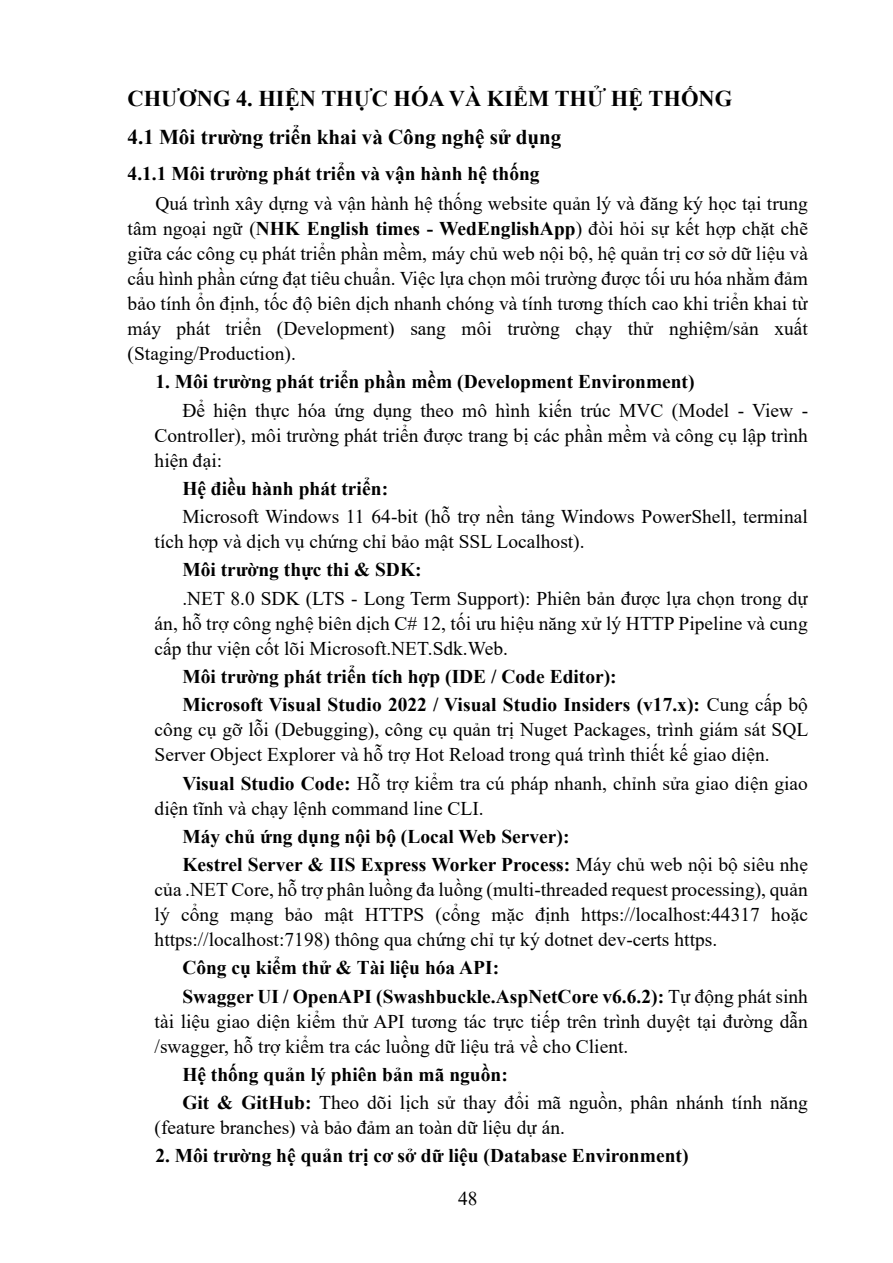 CHƯƠNG 4. HIỆN THỰC HÓA VÀ KIỂM THỬ HỆ THỐNG
4.1 Môi trường triển khai và Công nghệ sử dụng
4.1.1 Môi trường phát triển và vận hành hệ thống
Quá trình xây dựng và vận hành hệ thống website quản lý và đăng ký học tại trung
tâm ngoại ngữ (NHK English times - WedEnglishApp) đòi hỏi sự kết hợp chặt chẽ
giữa các công cụ phát triển phần mềm, máy chủ web nội bộ, hệ quản trị cơ sở dữ liệu và
cấu hình phần cứng đạt tiêu chuẩn. Việc lựa chọn môi trường được tối ưu hóa nhằm đảm
bảo tính ổn định, tốc độ biên dịch nhanh chóng và tính tương thích cao khi triển khai từ
máy phát triển (Development) sang môi trường chạy thử nghiệm/sản xuất
(Staging/Production).
1. Môi trường phát triển phần mềm (Development Environment)
Để hiện thực hóa ứng dụng theo mô hình kiến trúc MVC (Model - View -
Controller), môi trường phát triển được trang bị các phần mềm và công cụ lập trình
hiện đại:
Hệ điều hành phát triển:
Microsoft Windows 11 64-bit (hỗ trợ nền tảng Windows PowerShell, terminal
tích hợp và dịch vụ chứng chỉ bảo mật SSL Localhost).
Môi trường thực thi & SDK:
.NET 8.0 SDK (LTS - Long Term Support): Phiên bản được lựa chọn trong dự
án, hỗ trợ công nghệ biên dịch C# 12, tối ưu hiệu năng xử lý HTTP Pipeline và cung
cấp thư viện cốt lõi Microsoft.NET.Sdk.Web.
Môi trường phát triển tích hợp (IDE / Code Editor):
Microsoft Visual Studio 2022 / Visual Studio Insiders (v17.x): Cung cấp bộ
công cụ gỡ lỗi (Debugging), công cụ quản trị Nuget Packages, trình giám sát SQL
Server Object Explorer và hỗ trợ Hot Reload trong quá trình thiết kế giao diện.
Visual Studio Code: Hỗ trợ kiểm tra cú pháp nhanh, chỉnh sửa giao diện giao
diện tĩnh và chạy lệnh command line CLI.
Máy chủ ứng dụng nội bộ (Local Web Server):
Kestrel Server & IIS Express Worker Process: Máy chủ web nội bộ siêu nhẹ
của .NET Core, hỗ trợ phân luồng đa luồng (multi-threaded request processing), quản
lý cổng mạng bảo mật HTTPS (cổng mặc định https://localhost:44317 hoặc
https://localhost:7198) thông qua chứng chỉ tự ký dotnet dev-certs https.
Công cụ kiểm thử & Tài liệu hóa API:
Swagger UI / OpenAPI (Swashbuckle.AspNetCore v6.6.2): Tự động phát sinh
tài liệu giao diện kiểm thử API tương tác trực tiếp trên trình duyệt tại đường dẫn
/swagger, hỗ trợ kiểm tra các luồng dữ liệu trả về cho Client.
Hệ thống quản lý phiên bản mã nguồn:
Git & GitHub: Theo dõi lịch sử thay đổi mã nguồn, phân nhánh tính năng
(feature branches) và bảo đảm an toàn dữ liệu dự án.
2. Môi trường hệ quản trị cơ sở dữ liệu (Database Environment)
48